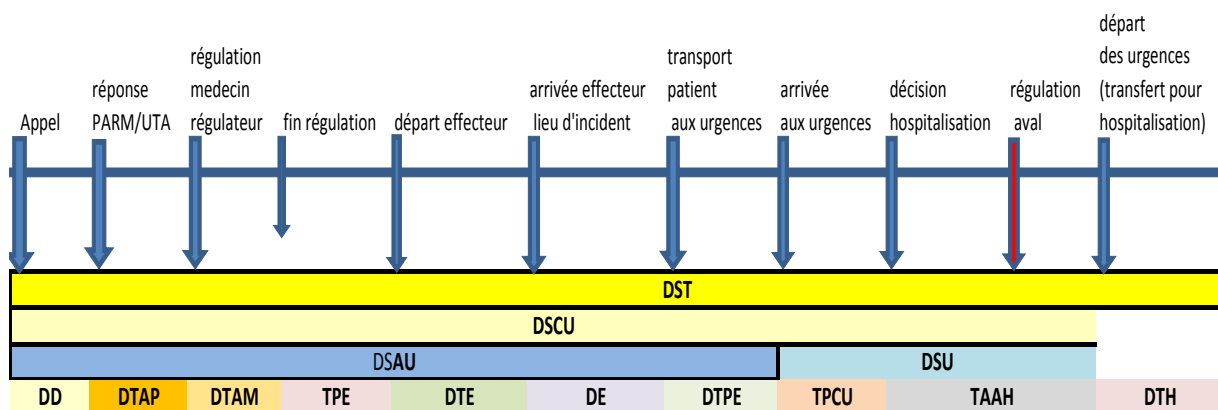 Appel
réponse
PARM/UTA
régulation
medecin
régulateur
fin régulation
départ effecteur
arrivée effecteur
lieu d'incident
transport
patient
aux urgences
arrivée
aux urgences
décision
hospitalisation
régulation
aval
départ
des urgences
(transfert pour
hospitalisation)
DST
DSCU
DSAU DSU
DD DTAP DTAM TPE DTE DE DTPE TPCU TAAH DTH